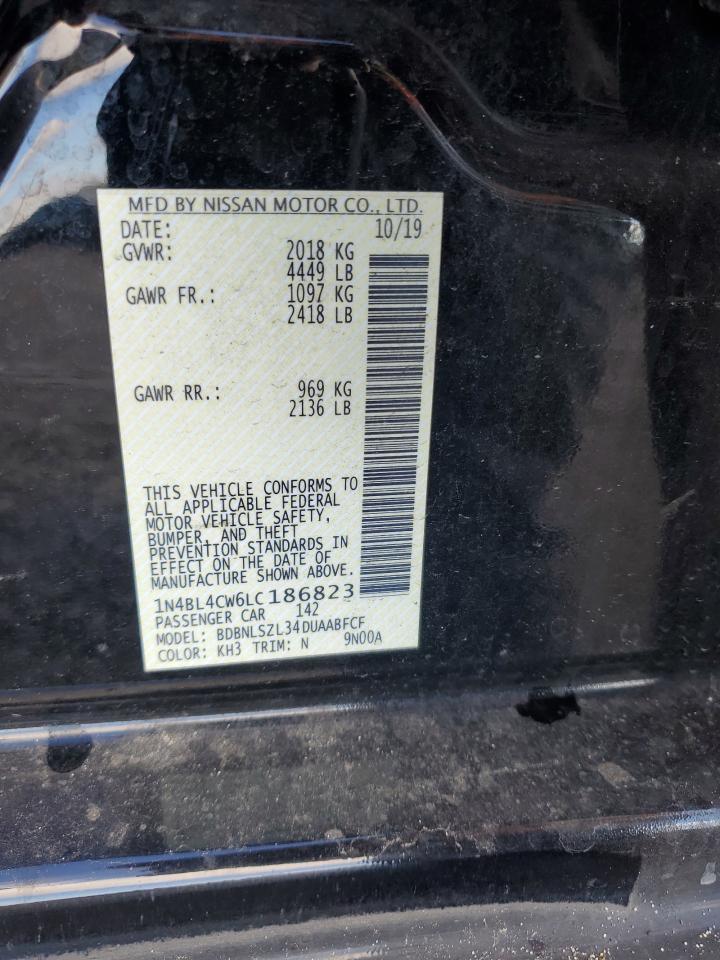 MFD BY NISSAN MOTOR CO., LTD.
DATE: 10/19
GVWR: 2018 KG
4449 LB
GAWR FR.: 1097 KG
2418 LB
GAWR RR.: 969 KG
2136 LB
THIS VEHICLE CONFORMS TO
ALL APPLICABLE FEDERAL
MOTOR VEHICLE SAFETY,
BUMPER, AND THEFT
PREVENTION STANDARDS IN
EFFECT ON THE DATE OF
MANUFACTURE SHOWN ABOVE.
1N4BL4CW6LC186823
PASSENGER CAR 142
MODEL: BDBNLSZL34DUAABFCF
COLOR: KH3 TRIM: N 9N00A